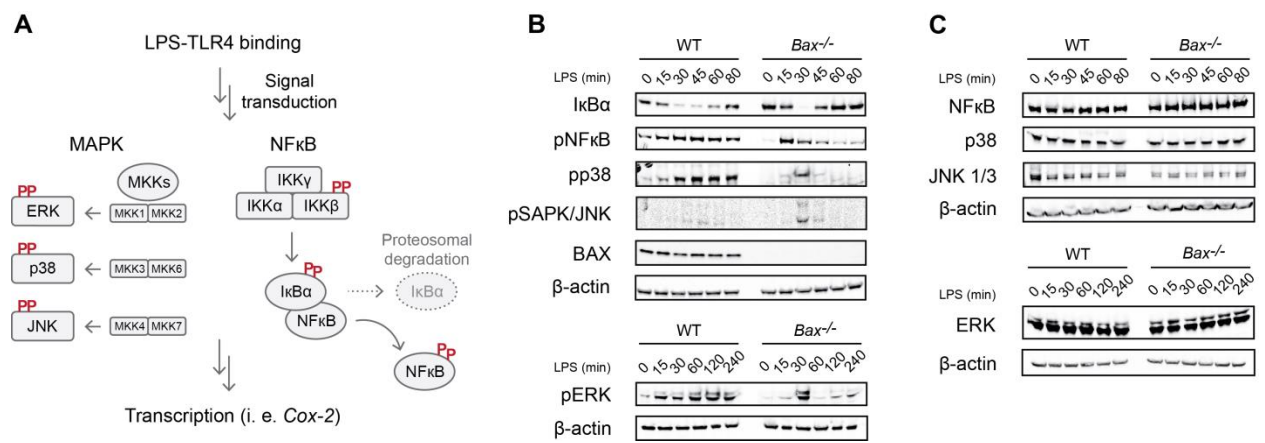 A
LPS-TLR4 binding
Signal
transduction
MAPK
NFκB
MKKs
PP
ERK
MKK1 MKK2
PP
p38
MKK3 MKK6
PP
JNK
MKK4 MKK7
IKKγ
PP
IKKα
IKKβ
Proteosomal
degradation
PP
IκBα
IκBα
NFκB
PP
NFκB
Transcription (i. e. Cox-2)
B
WT Bax-/-
LPS (min) 0 15 30 45 60 80 0 15 30 45 60 80
IκBα
pNFκB
pp38
pSAPK/JNK
BAX
β-actin
WT Bax-/-
LPS (min) 0 15 30 60 120 240 0 15 30 60 120 240
pERK
β-actin
C
WT Bax-/-
LPS (min) 0 15 30 45 60 80 0 15 30 45 60 80
NFκB
p38
JNK 1/3
β-actin
WT Bax-/-
LPS (min) 0 15 30 60 120 240 0 15 30 60 120 240
ERK
β-actin